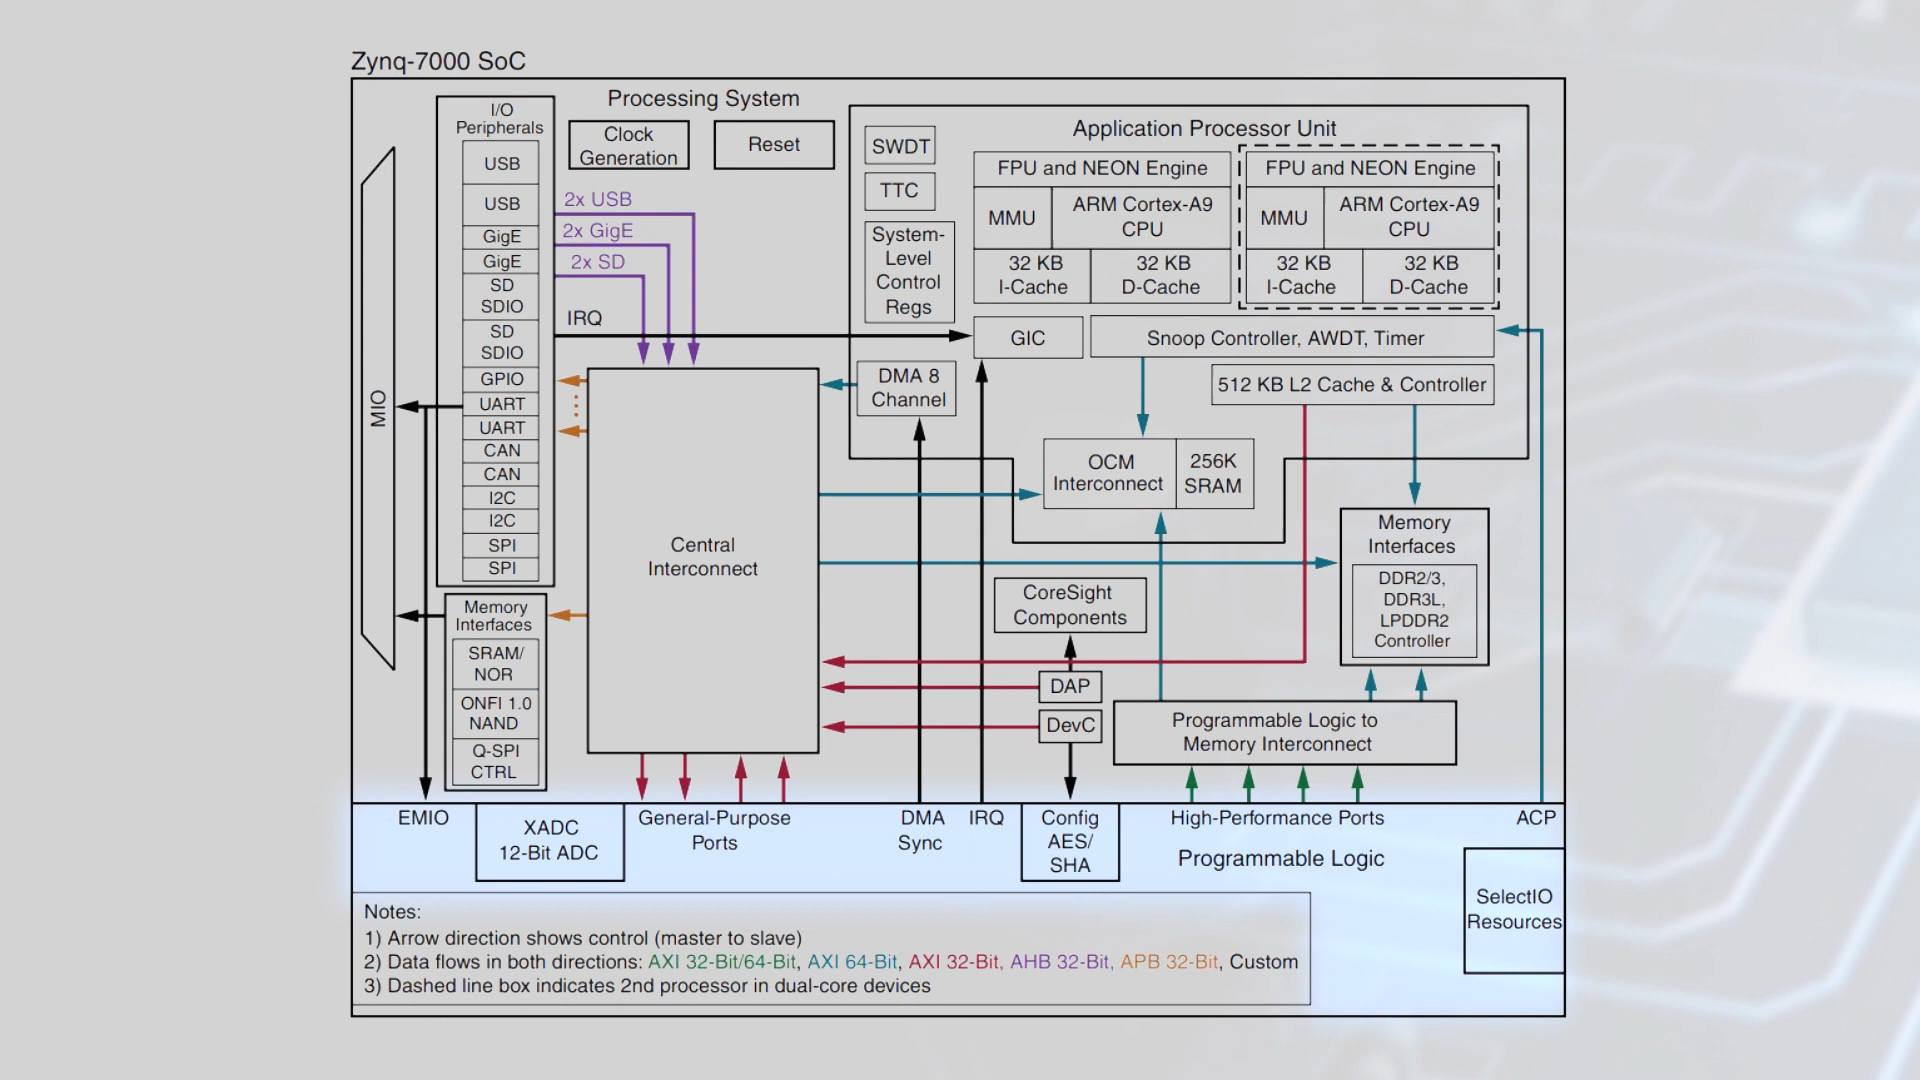 Zynq-7000 SoC
Processing System
I/O
Peripherals
USB
USB
GigE
GigE
SD
SDIO
SD
SDIO
GPIO
UART
UART
CAN
CAN
I2C
I2C
SPI
SPI
MIO
Clock
Generation
Reset
2x USB
2x GigE
2x SD
IRQ
Application Processor Unit
SWDT
TTC
System-
Level
Control
Regs
FPU and NEON Engine
MMU
ARM Cortex-A9
CPU
32 KB
I-Cache
32 KB
D-Cache
FPU and NEON Engine
MMU
ARM Cortex-A9
CPU
32 KB
I-Cache
32 KB
D-Cache
GIC
Snoop Controller, AWDT, Timer
DMA 8
Channel
512 KB L2 Cache & Controller
OCM
Interconnect
256K
SRAM
Central
Interconnect
Memory
Interfaces
DDR2/3,
DDR3L,
LPDDR2
Controller
CoreSight
Components
DAP
DevC
Programmable Logic to
Memory Interconnect
Memory
Interfaces
SRAM/
NOR
ONFI 1.0
NAND
Q-SPI
CTRL
EMIO
XADC
12-Bit ADC
General-Purpose
Ports
DMA
Sync
IRQ
Config
AES/
SHA
High-Performance Ports
ACP
Programmable Logic
SelectIO
Resources
Notes:
1) Arrow direction shows control (master to slave)
2) Data flows in both directions: AXI 32-Bit/64-Bit, AXI 64-Bit, AXI 32-Bit, AHB 32-Bit, APB 32-Bit, Custom
3) Dashed line box indicates 2nd processor in dual-core devices